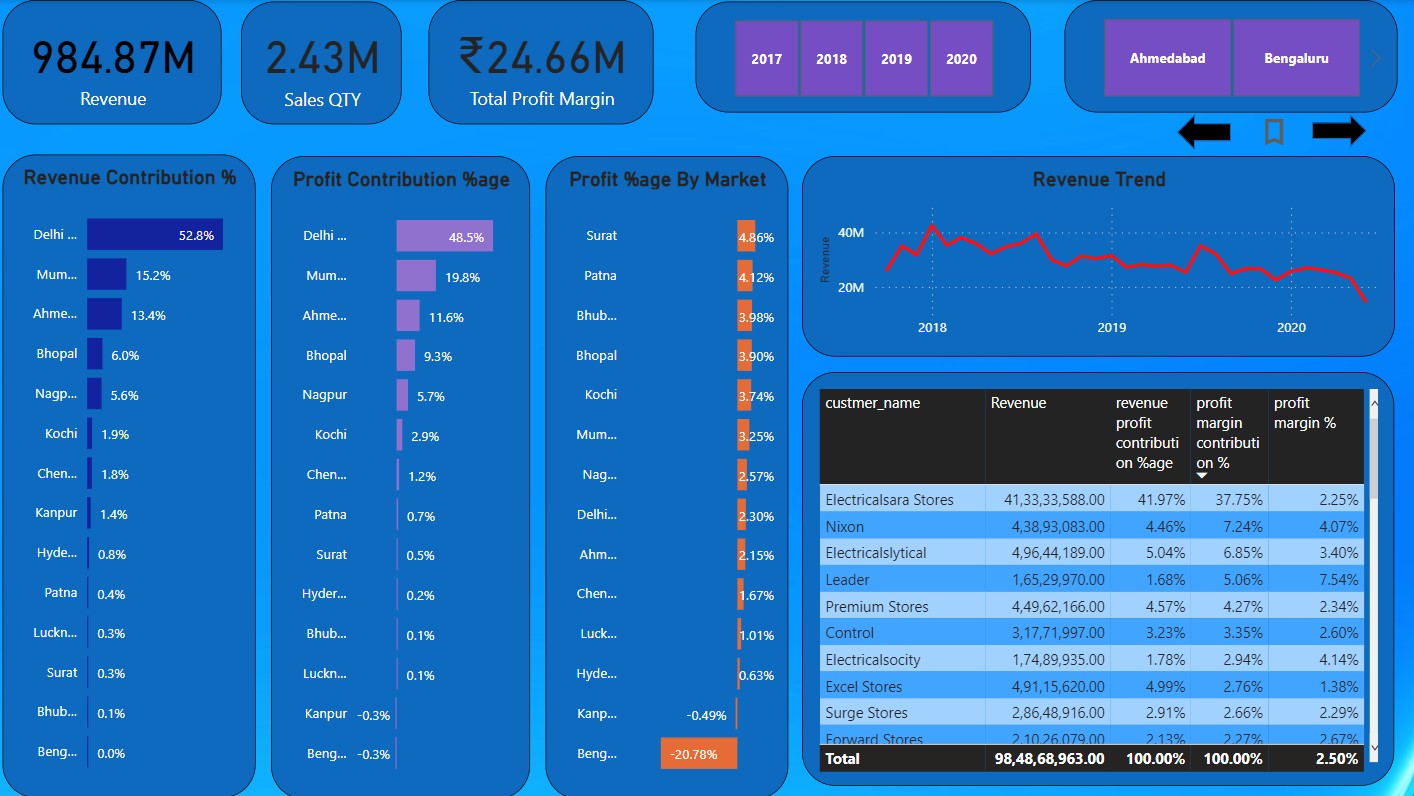 984.87M
Revenue
2.43M
Sales QTY
₹24.66M
Total Profit Margin
2017 2018 2019 2020
Ahmedabad Bengaluru
Revenue Contribution %
Delhi ... 52.8%
Mum... 15.2%
Ahme... 13.4%
Bhopal 6.0%
Nagp... 5.6%
Kochi 1.9%
Chen... 1.8%
Kanpur 1.4%
Hyde... 0.8%
Patna 0.4%
Luckn... 0.3%
Surat 0.3%
Bhub... 0.1%
Beng... 0.0%
Profit Contribution %age
Delhi ... 48.5%
Mum... 19.8%
Ahme... 11.6%
Bhopal 9.3%
Nagpur 5.7%
Kochi 2.9%
Chen... 1.2%
Patna 0.7%
Surat 0.5%
Hyder... 0.2%
Bhub... 0.1%
Luckn... 0.1%
Kanpur -0.3%
Beng... -0.3%
Profit %age By Market
Surat 4.86%
Patna 4.12%
Bhub... 3.98%
Bhopal 3.90%
Kochi 3.74%
Mum... 3.25%
Nag... 2.57%
Delhi... 2.30%
Ahm... 2.15%
Chen... 1.67%
Luck... 1.01%
Hyde... 0.63%
Kanp... -0.49%
Beng... -20.78%
Revenue Trend
Revenue
40M
20M
2018 2019 2020
custmer_name Revenue revenue profit profit
profit margin margin %
contributi contributi
on %age on %
Electricalsara Stores 41,33,33,588.00 41.97% 37.75% 2.25%
Nixon 4,38,93,083.00 4.46% 7.24% 4.07%
Electricalslytical 4,96,44,189.00 5.04% 6.85% 3.40%
Leader 1,65,29,970.00 1.68% 5.06% 7.54%
Premium Stores 4,49,62,166.00 4.57% 4.27% 2.34%
Control 3,17,71,997.00 3.23% 3.35% 2.60%
Electricalsocity 1,74,89,935.00 1.78% 2.94% 4.14%
Excel Stores 4,91,15,620.00 4.99% 2.76% 1.38%
Surge Stores 2,86,48,916.00 2.91% 2.66% 2.29%
Forward Stores 2,10,26,079.00 2.13% 2.27% 2.67%
Total 98,48,68,963.00 100.00% 100.00% 2.50%